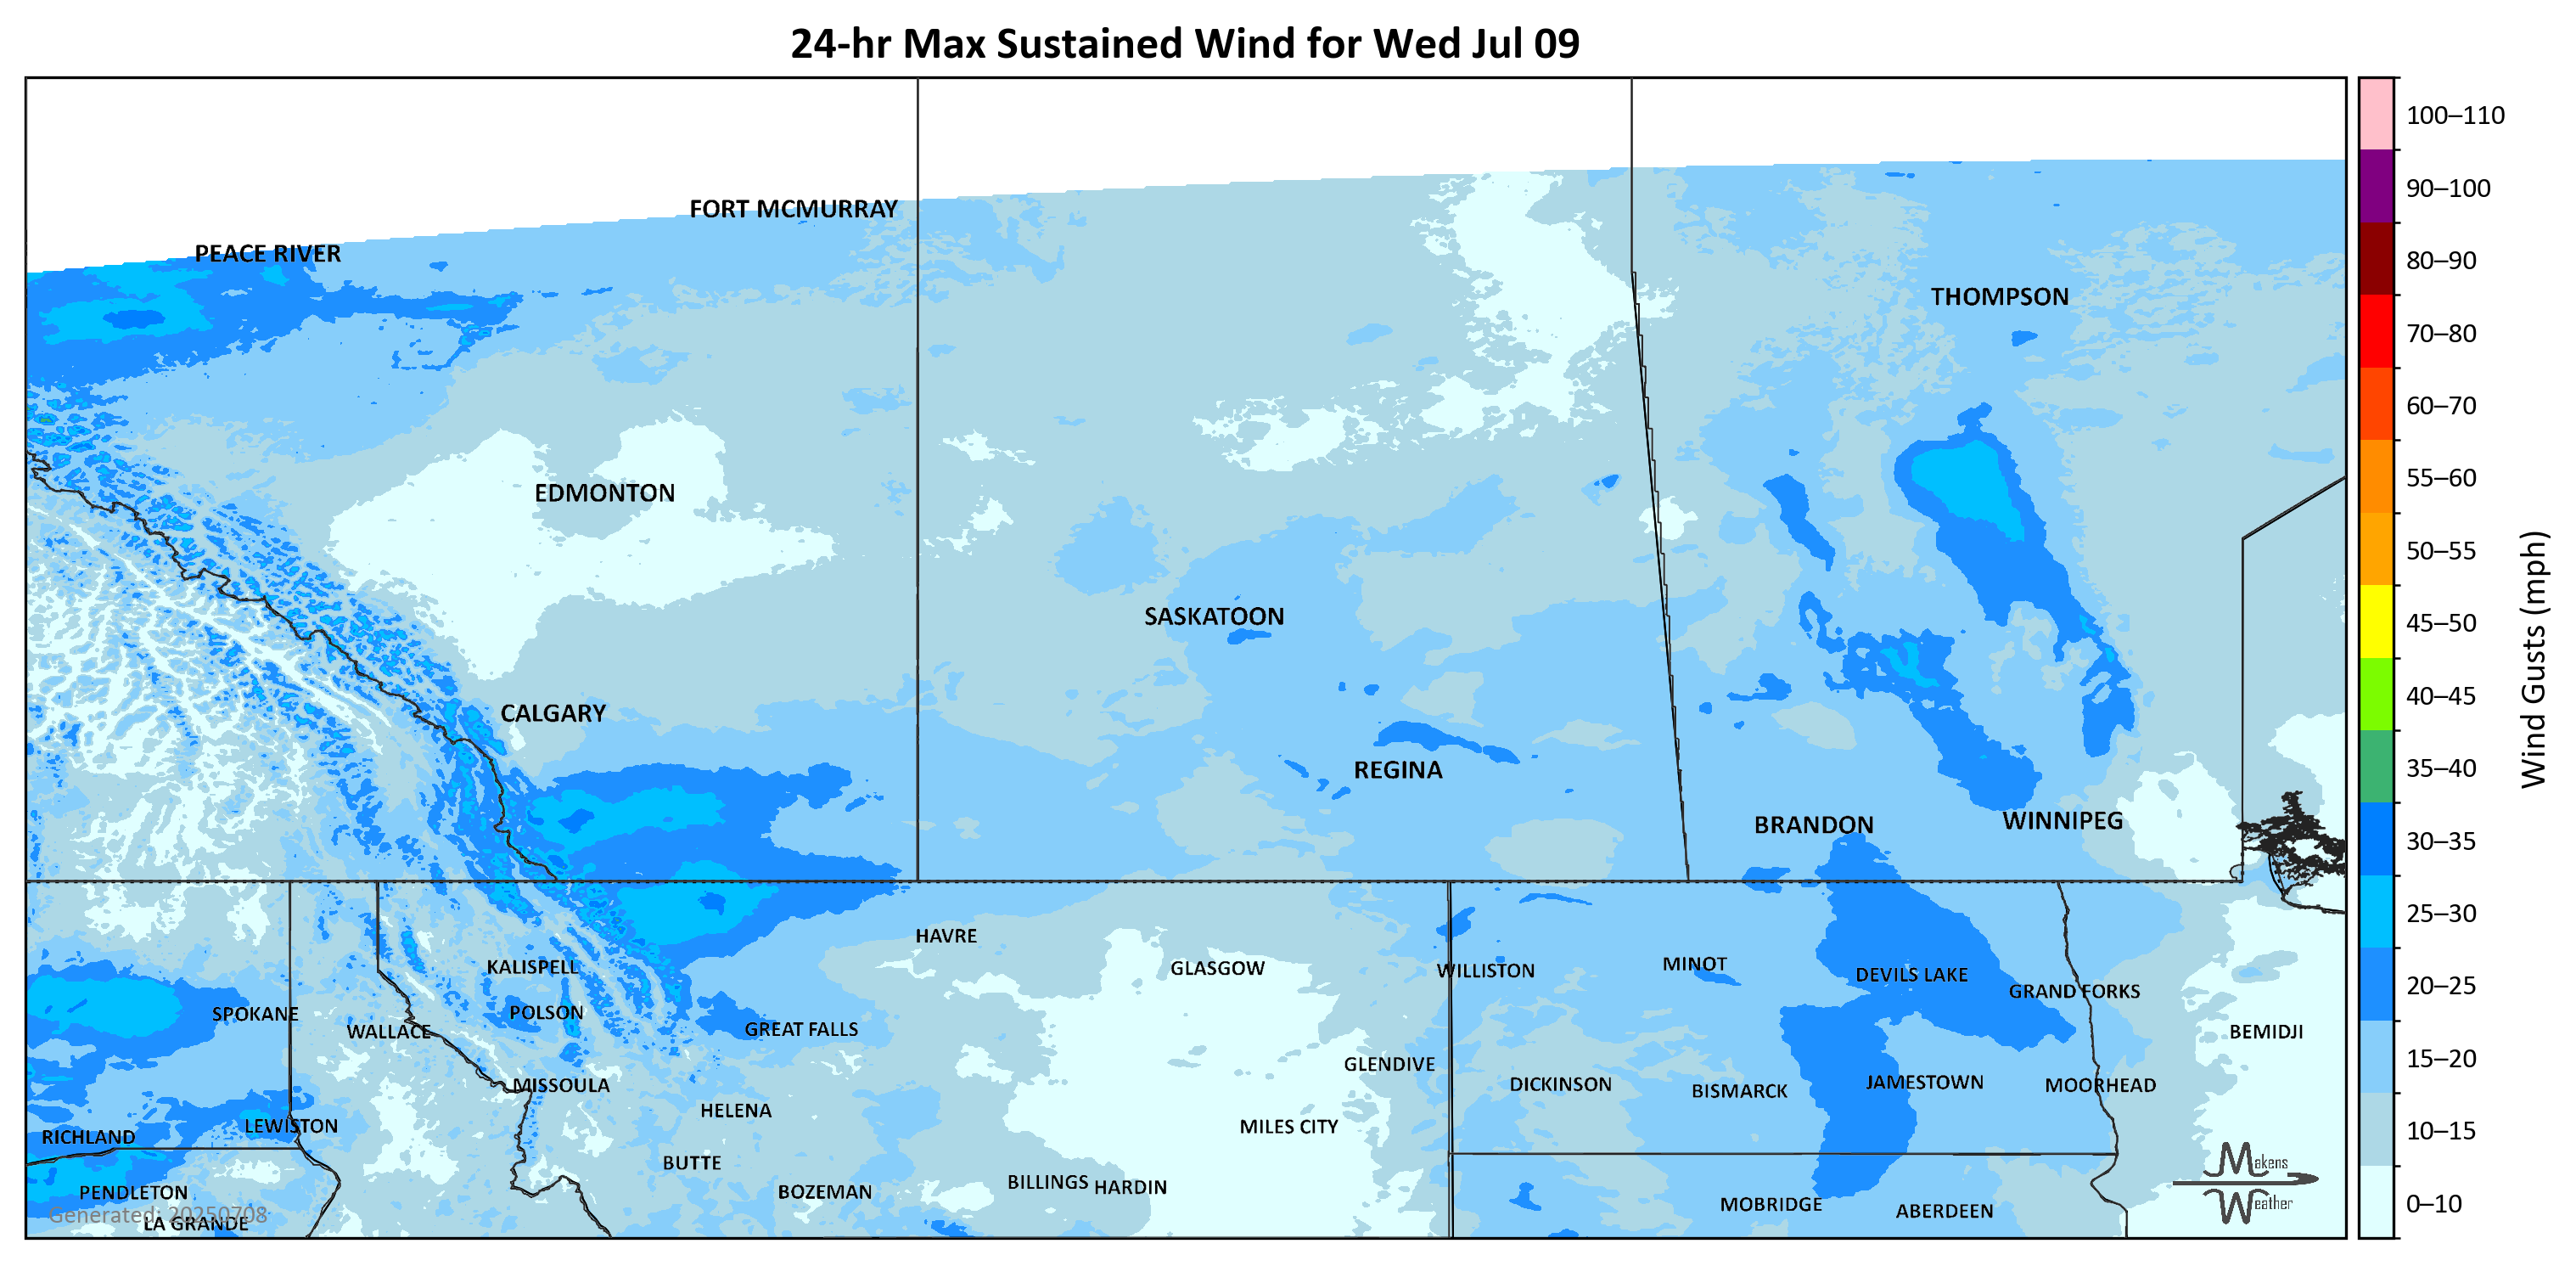 24-hr Max Sustained Wind for Wed Jul 09
100–110
90–100
80–90
70–80
60–70
55–60
50–55
45–50
40–45
35–40
30–35
25–30
20–25
15–20
10–15
0–10
Wind Gusts (mph)
FORT MCMURRAY
PEACE RIVER
THOMPSON
EDMONTON
SASKATOON
CALGARY
REGINA
BRANDON
WINNIPEG
HAVRE
KALISPELL
GLASGOW
WILLISTON
MINOT
DEVILS LAKE
GRAND FORKS
SPOKANE
POLSON
WALLACE
GREAT FALLS
BEMIDJI
GLENDIVE
MISSOULA
DICKINSON
BISMARCK
JAMESTOWN
MOORHEAD
HELENA
LEWISTON
MILES CITY
RICHLAND
BUTTE
PENDLETON
BOZEMAN
BILLINGS
HARDIN
MOBRIDGE
ABERDEEN
Generated: 20250708
LA GRANDE
Makens
Weather